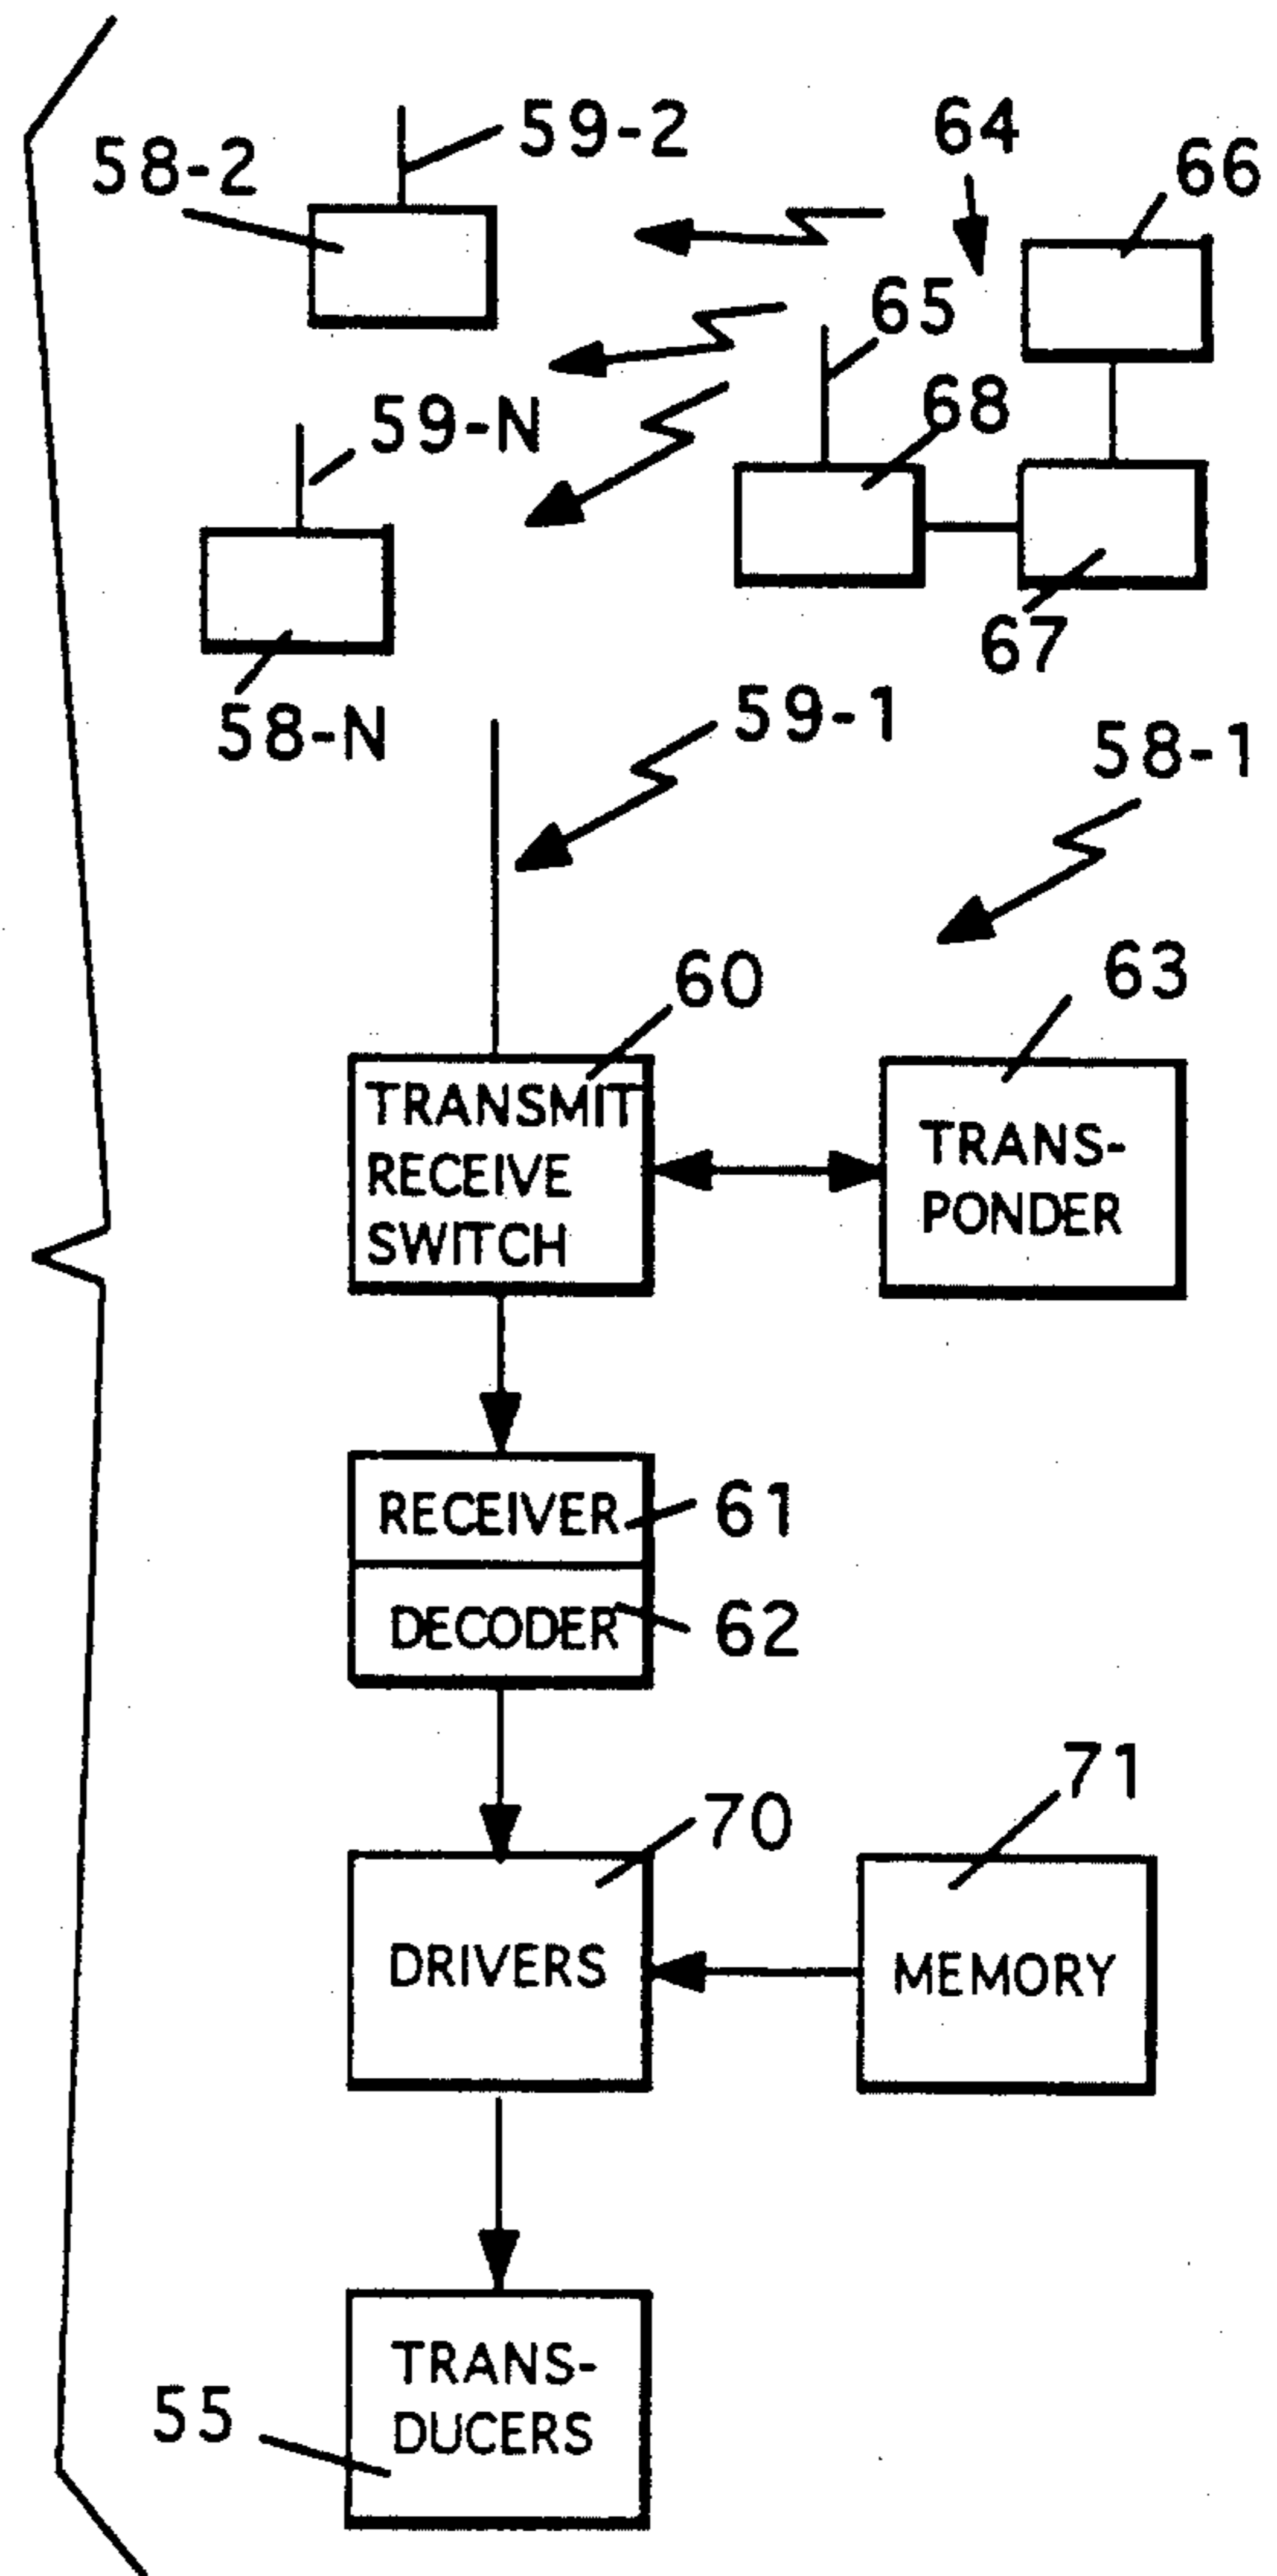 59-2
64
58-2
66
65
59-N
68
67
58-N
59-1
58-1
60
63
TRANSMIT
RECEIVE
SWITCH
TRANS-
PONDER
RECEIVER
61
DECODER
62
70
71
DRIVERS
MEMORY
TRANS-
DUCERS
55